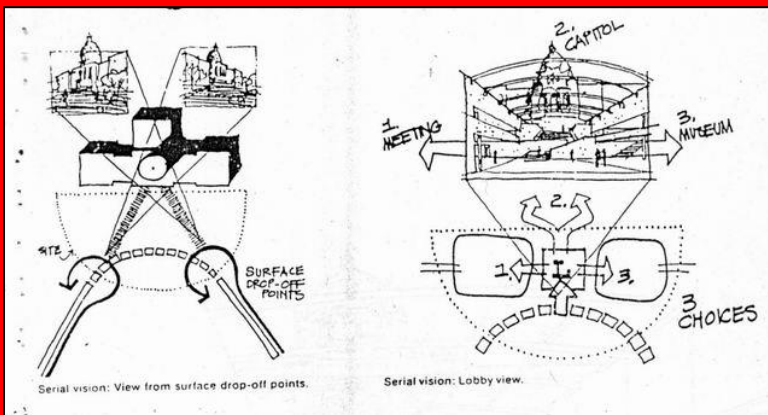 SITE
SURFACE
DROP-OFF
POINTS
Serial vision: View from surface drop-off points.
2.
CAPITOL
1.
MEETING
3.
MUSEUM
2.
1.
3.
3
CHOICES
Serial vision: Lobby view.